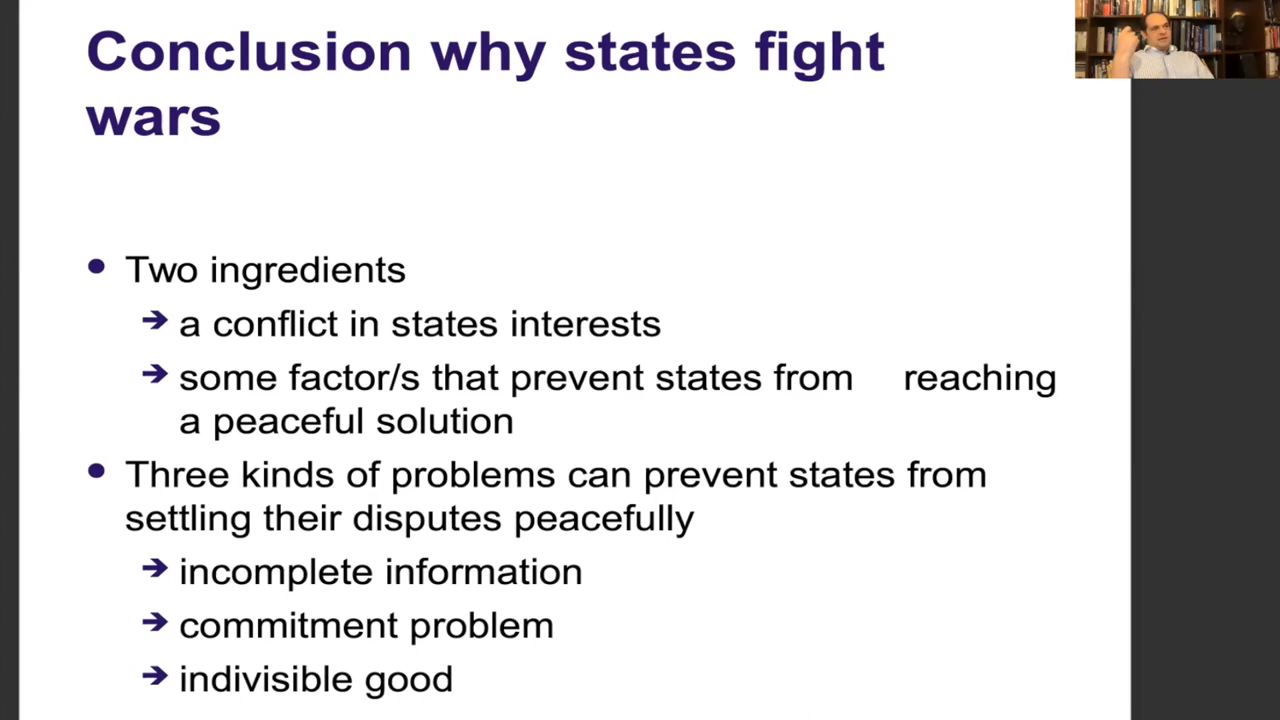 Conclusion why states fight
wars
• Two ingredients
➔ a conflict in states interests
➔ some factor/s that prevent states from reaching
a peaceful solution
• Three kinds of problems can prevent states from
settling their disputes peacefully
➔ incomplete information
➔ commitment problem
➔ indivisible good